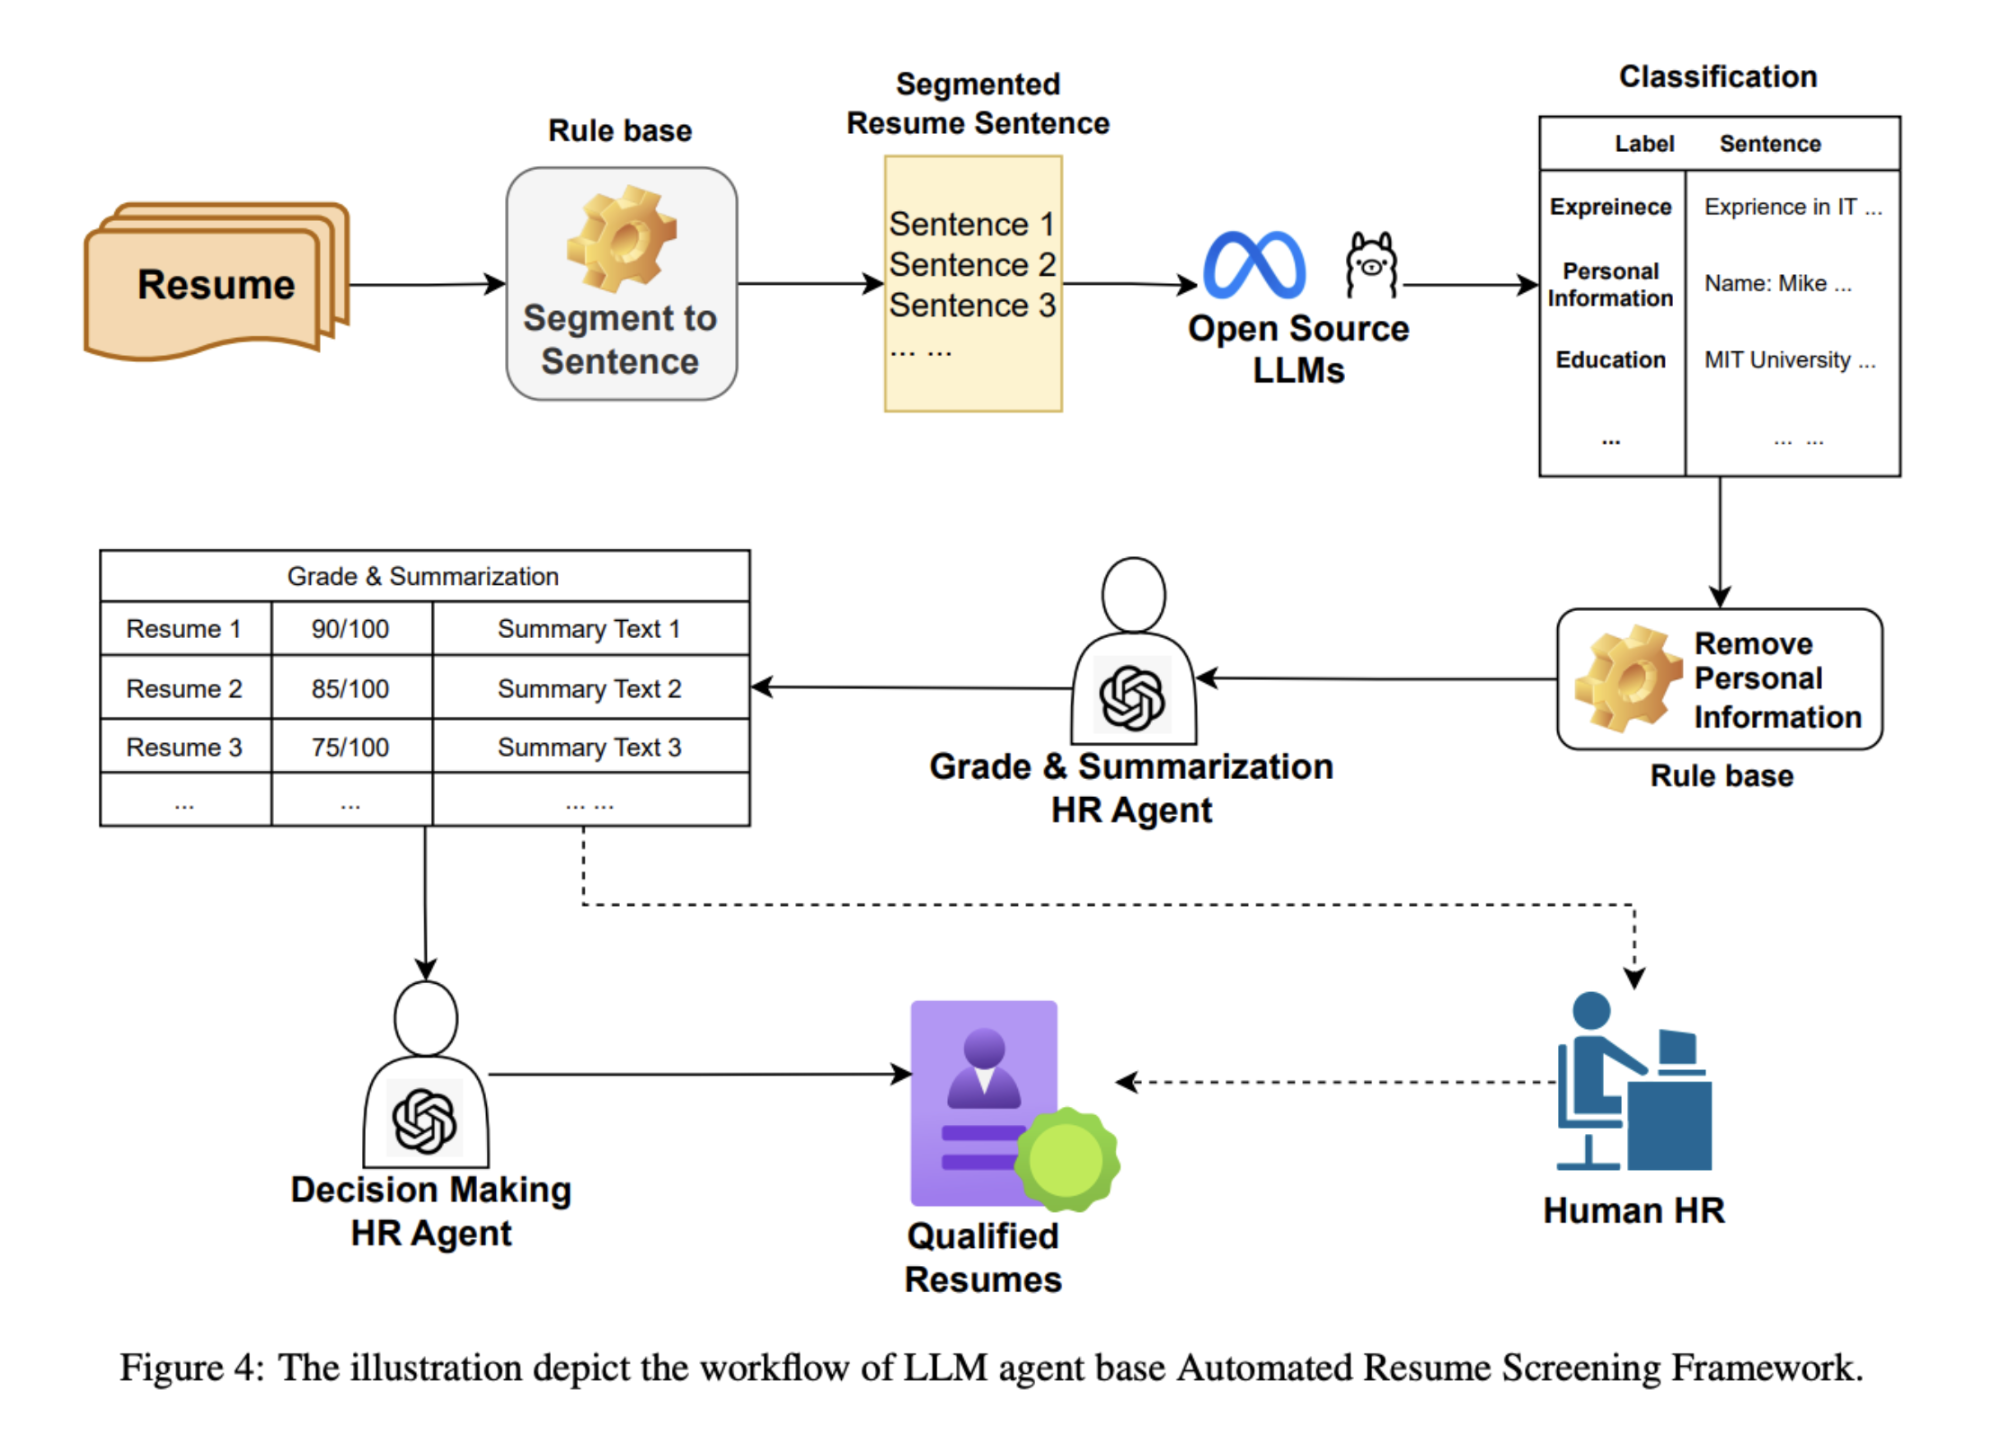 Rule base
Segment to
Sentence
Resume
Segmented
Resume Sentence
Sentence 1
Sentence 2
Sentence 3
... ...
Open Source
LLMs
Classification
Label Sentence
Expreinece Exprience in IT ...
Personal
Information
Name: Mike ...
Education MIT University ...
... ... ...
Remove
Personal
Information
Rule base
Grade & Summarization
HR Agent
Grade & Summarization
Resume 1 90/100 Summary Text 1
Resume 2 85/100 Summary Text 2
Resume 3 75/100 Summary Text 3
... ... ... ...
Decision Making
HR Agent
Qualified
Resumes
Human HR
Figure 4: The illustration depict the workflow of LLM agent base Automated Resume Screening Framework.